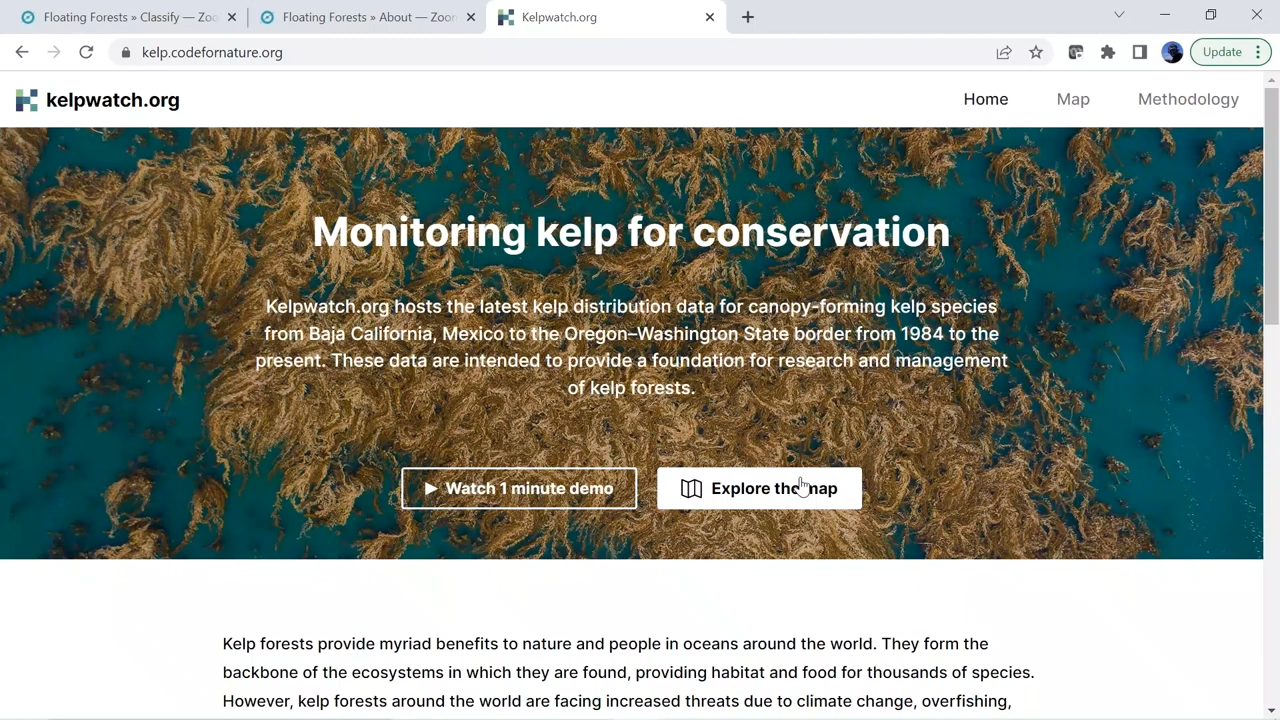 Floating Forests » Classify — Zoo
Floating Forests » About — Zoon
Kelpwatch.org
kelp.codefornature.org
Update
kelpwatch.org
Home
Map
Methodology
Monitoring kelp for conservation
Kelpwatch.org hosts the latest kelp distribution data for canopy-forming kelp species
from Baja California, Mexico to the Oregon–Washington State border from 1984 to the
present. These data are intended to provide a foundation for research and management
of kelp forests.
Watch 1 minute demo
Explore the map
Kelp forests provide myriad benefits to nature and people in oceans around the world. They form the
backbone of the ecosystems in which they are found, providing habitat and food for thousands of species.
However, kelp forests around the world are facing increased threats due to climate change, overfishing,